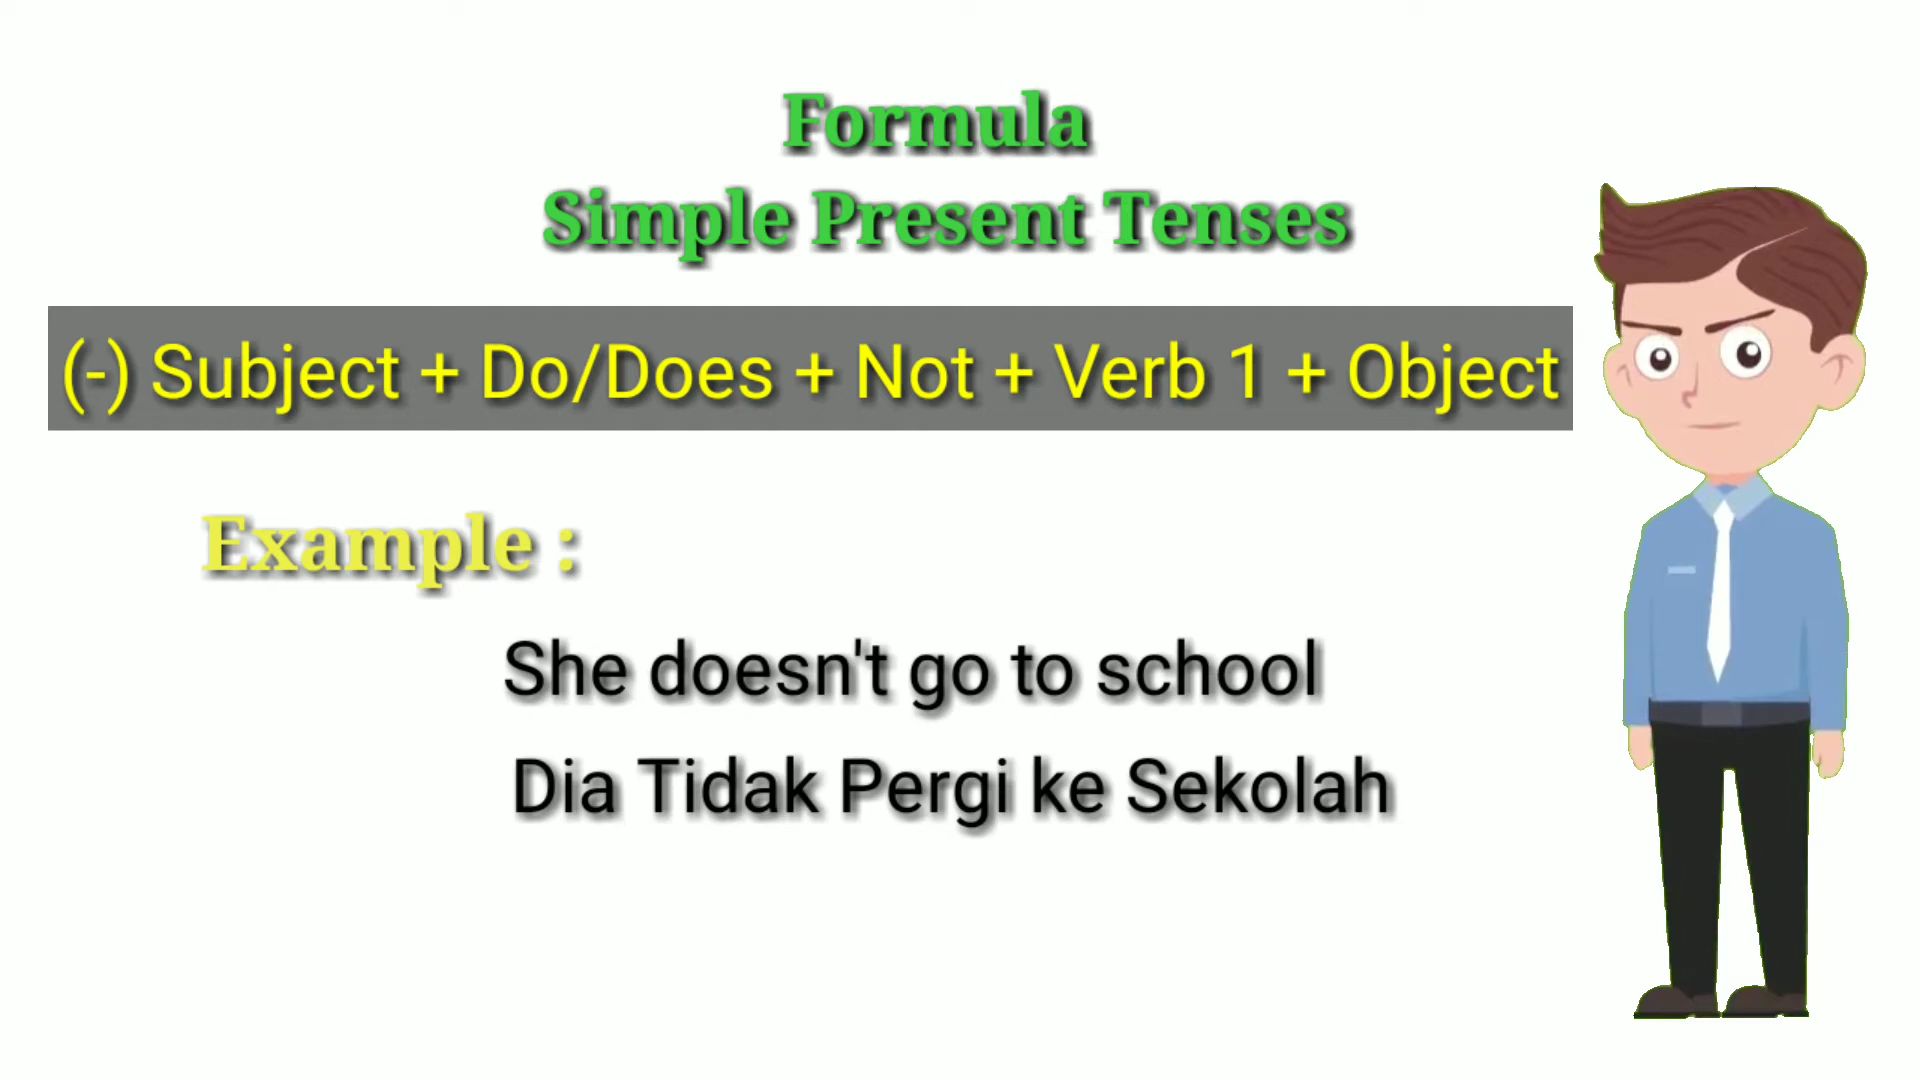 Formula
Simple Present Tenses
(-) Subject + Do/Does + Not + Verb 1 + Object
Example :
She doesn't go to school
Dia Tidak Pergi ke Sekolah